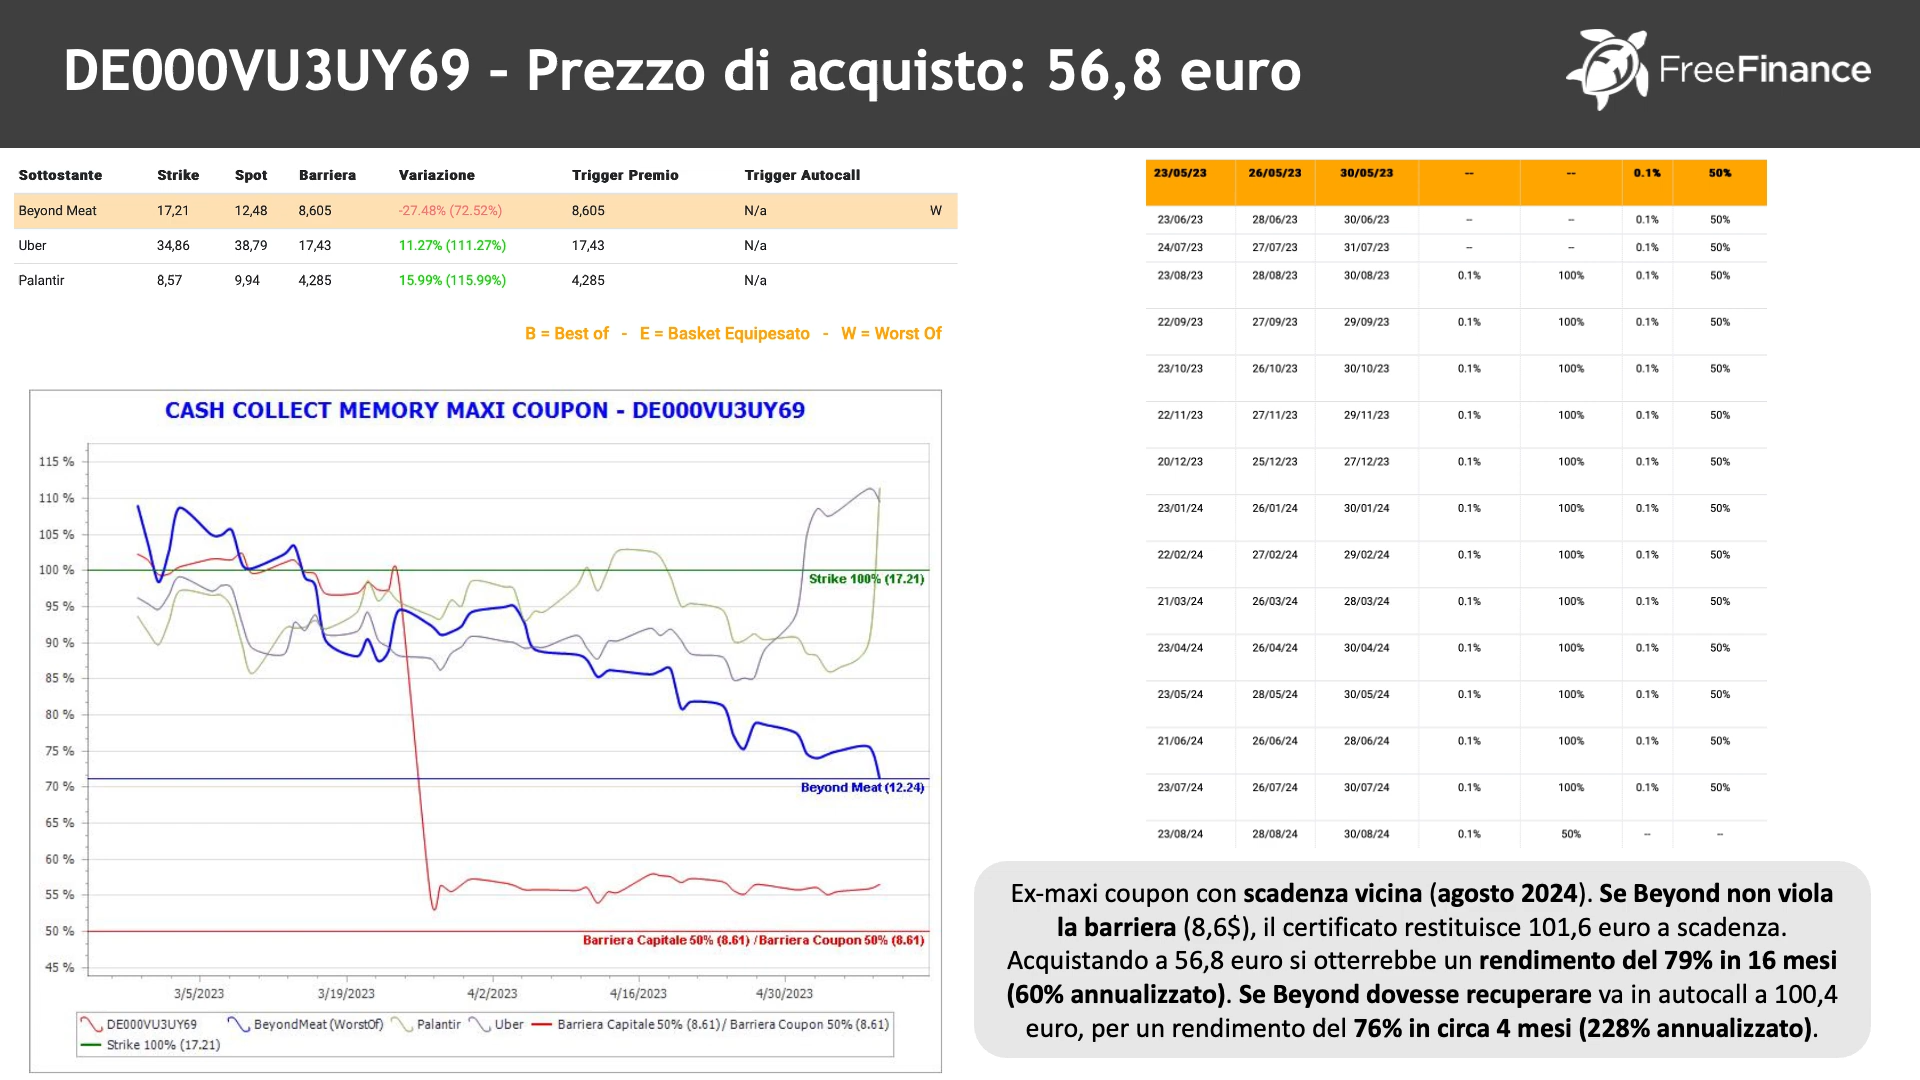 DE000VU3UY69 - Prezzo di acquisto: 56,8 euro
FreeFinance
Sottostante Strike Spot Barriera Variazione Trigger Premio Trigger Autocall
Beyond Meat 17,21 12,48 8,605 -27.48% (72.52%) 8,605 N/a W
Uber 34,86 38,79 17,43 11.27% (111.27%) 17,43 N/a
Palantir 8,57 9,94 4,285 15.99% (115.99%) 4,285 N/a
B = Best of - E = Basket Equipesato - W = Worst Of
CASH COLLECT MEMORY MAXI COUPON - DE000VU3UY69
115 %
110 %
105 %
100 %
95 %
90 %
85 %
80 %
75 %
70 %
65 %
60 %
55 %
50 %
45 %
Strike 100% (17.21)
Beyond Meat (12.24)
Barriera Capitale 50% (8.61) /Barriera Coupon 50% (8.61)
3/5/2023 3/19/2023 4/2/2023 4/16/2023 4/30/2023
DE000VU3UY69 BeyondMeat (WorstOf) Palantir Uber Barriera Capitale 50% (8.61) / Barriera Coupon 50% (8.61)
Strike 100% (17.21)
23/05/23 26/05/23 30/05/23 -- -- 0.1% 50%
23/06/23 28/06/23 30/06/23 -- -- 0.1% 50%
24/07/23 27/07/23 31/07/23 -- -- 0.1% 50%
23/08/23 28/08/23 30/08/23 0.1% 100% 0.1% 50%
22/09/23 27/09/23 29/09/23 0.1% 100% 0.1% 50%
23/10/23 26/10/23 30/10/23 0.1% 100% 0.1% 50%
22/11/23 27/11/23 29/11/23 0.1% 100% 0.1% 50%
20/12/23 25/12/23 27/12/23 0.1% 100% 0.1% 50%
23/01/24 26/01/24 30/01/24 0.1% 100% 0.1% 50%
22/02/24 27/02/24 29/02/24 0.1% 100% 0.1% 50%
21/03/24 26/03/24 28/03/24 0.1% 100% 0.1% 50%
23/04/24 26/04/24 30/04/24 0.1% 100% 0.1% 50%
23/05/24 28/05/24 30/05/24 0.1% 100% 0.1% 50%
21/06/24 26/06/24 28/06/24 0.1% 100% 0.1% 50%
23/07/24 26/07/24 30/07/24 0.1% 100% 0.1% 50%
23/08/24 28/08/24 30/08/24 0.1% 50% -- --
Ex-maxi coupon con scadenza vicina (agosto 2024). Se Beyond non viola
la barriera (8,6$), il certificato restituisce 101,6 euro a scadenza.
Acquistando a 56,8 euro si otterrebbe un rendimento del 79% in 16 mesi
(60% annualizzato). Se Beyond dovesse recuperare va in autocall a 100,4
euro, per un rendimento del 76% in circa 4 mesi (228% annualizzato).